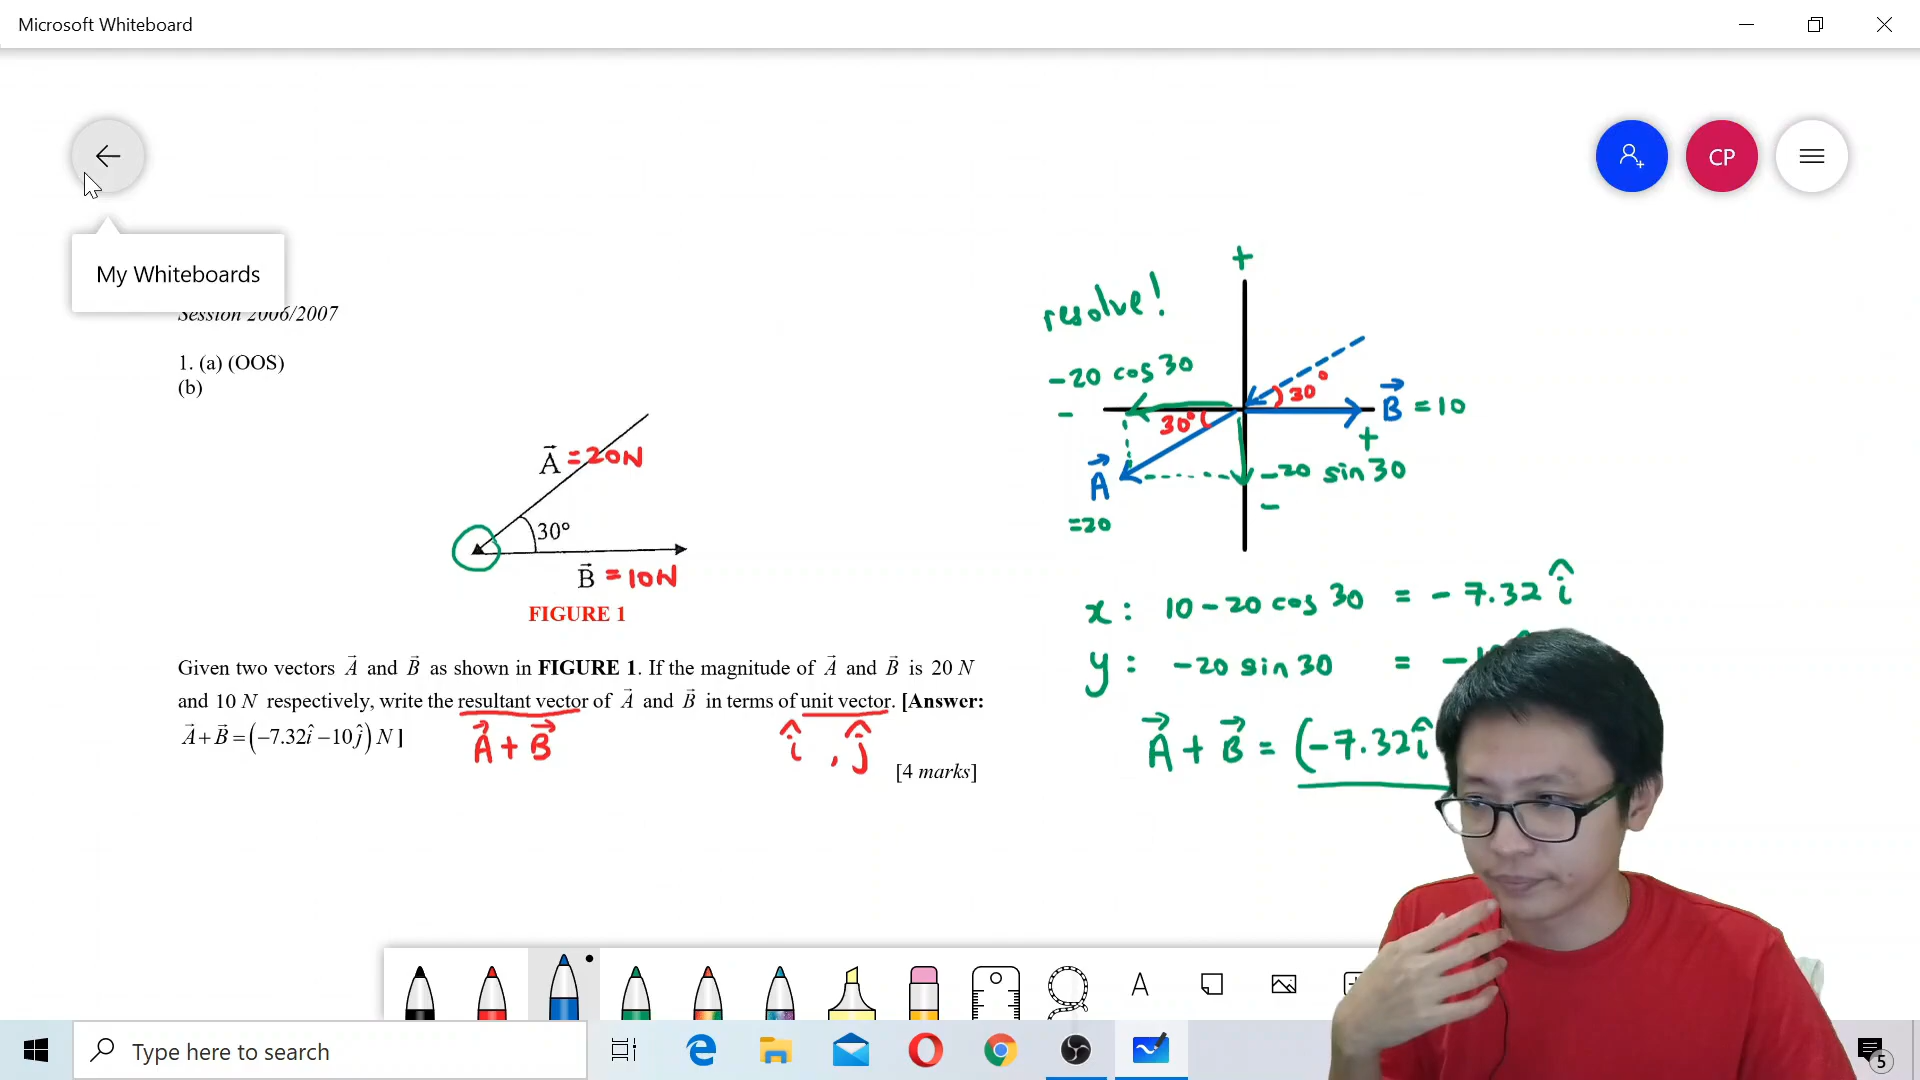 Microsoft Whiteboard
CP
My Whiteboards
Session 2006/2007
1. (a) (OOS)
(b)
A = 20N
30°
B = 10N
FIGURE 1
Given two vectors A and B as shown in FIGURE 1. If the magnitude of A and B is 20 N
and 10 N respectively, write the resultant vector of A and B in terms of unit vector. [Answer:
A+B=(−7.32î −10ĵ) N ]
A + B
î , ĵ
[4 marks]
+
resolve!
-20 cos 30
30°
B = 10
-
30°
+
A
=20
-20 sin 30
-
x : 10 - 20 cos 30 = - 7.32 î
y : -20 sin 30 = -
A + B = (-7.32î
A
Type here to search
5